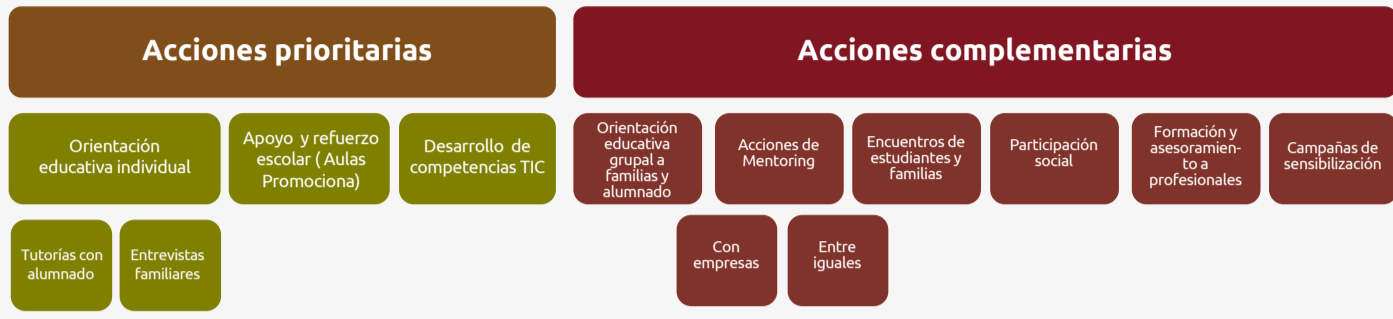 Acciones prioritarias
Acciones complementarias
Orientación
educativa individual
Apoyo y refuerzo
escolar ( Aulas
Promociona)
Desarrollo de
competencias TIC
Orientación
educativa
grupal a
familias y
alumnado
Acciones de
Mentoring
Encuentros de
estudiantes y
familias
Participación
social
Formación y
asesoramien-
to a
profesionales
Campañas de
sensibilización
Tutorías con
alumnado
Entrevistas
familiares
Con
empresas
Entre
iguales